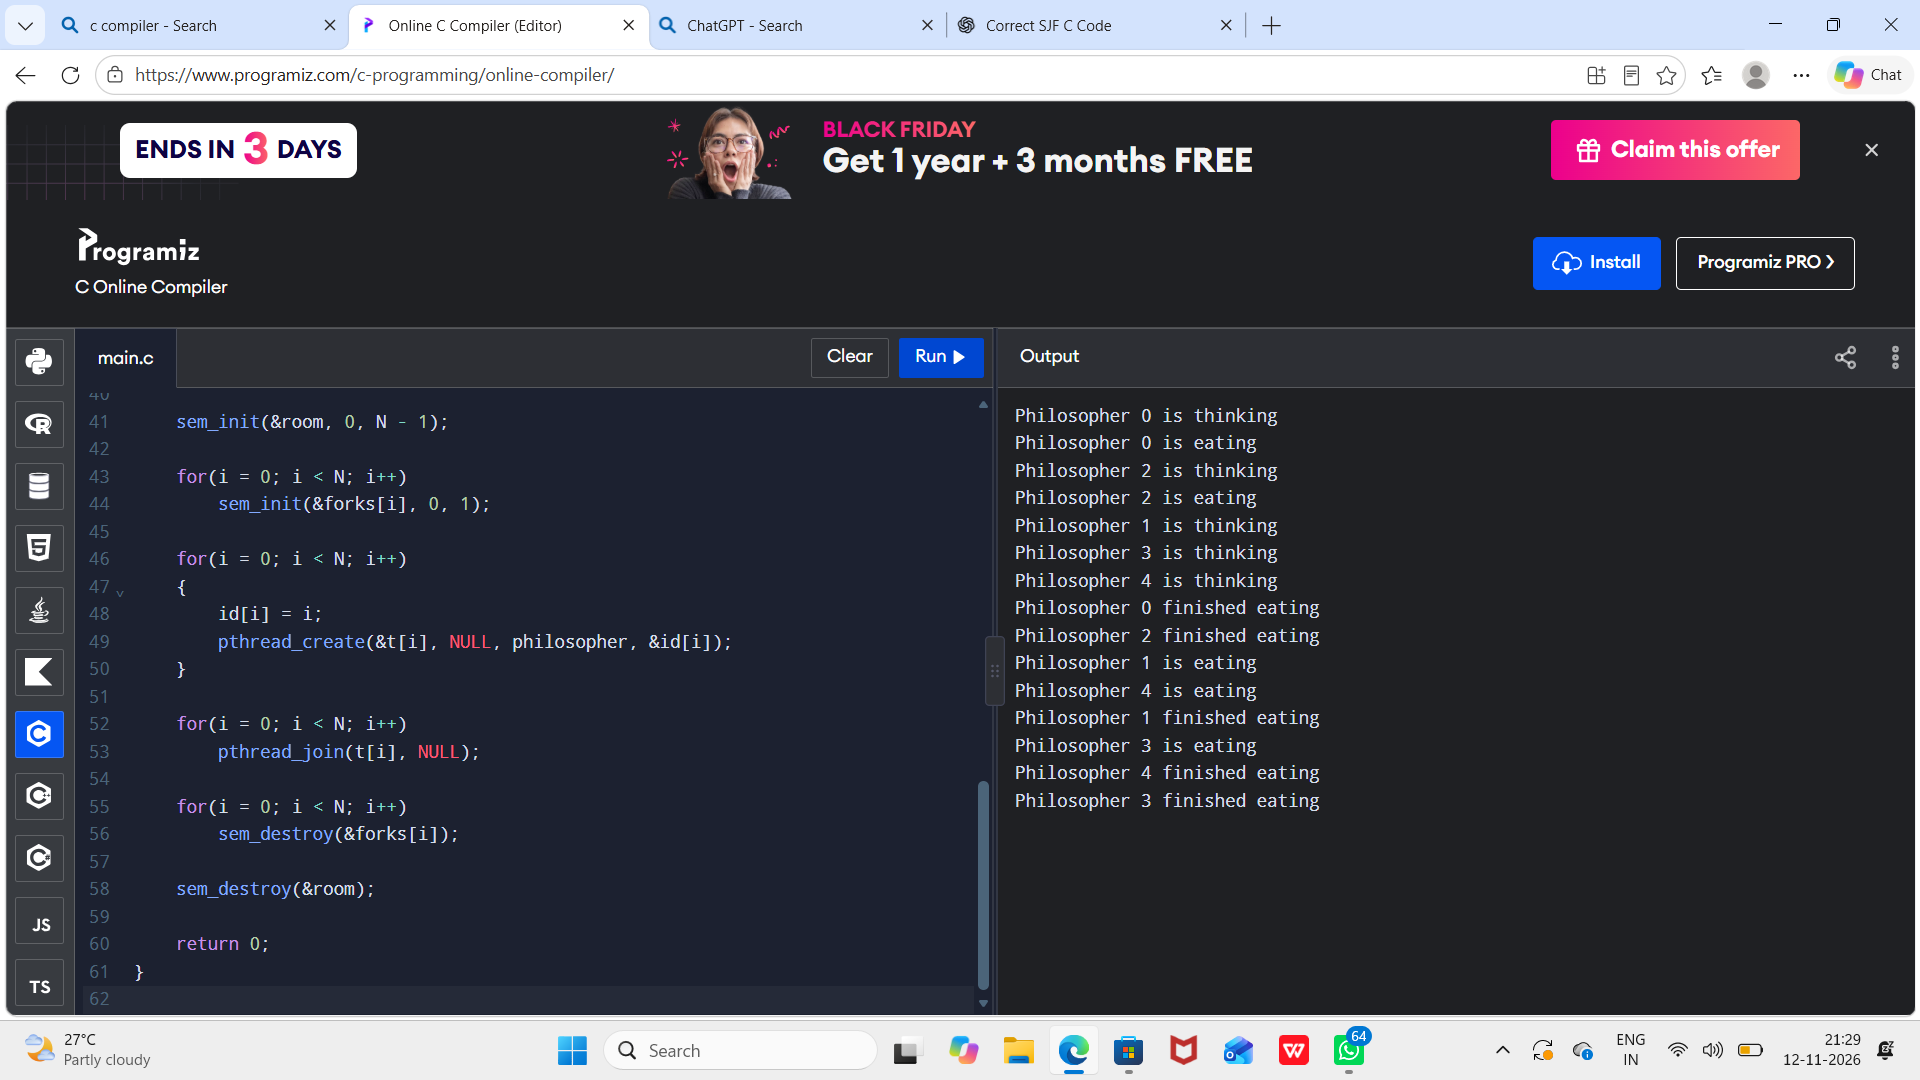 c compiler - Search
Online C Compiler (Editor)
ChatGPT - Search
Correct SJF C Code
https://www.programiz.com/c-programming/online-compiler/
Chat
ENDS IN 3 DAYS
BLACK FRIDAY
Get 1 year + 3 months FREE
Claim this offer
Programiz
C Online Compiler
Install
Programiz PRO
main.c
Clear
Run
Output
40
41 sem_init(&room, 0, N - 1);
42
43 for(i = 0; i < N; i++)
44 sem_init(&forks[i], 0, 1);
45
46 for(i = 0; i < N; i++)
47 {
48 id[i] = i;
49 pthread_create(&t[i], NULL, philosopher, &id[i]);
50 }
51
52 for(i = 0; i < N; i++)
53 pthread_join(t[i], NULL);
54
55 for(i = 0; i < N; i++)
56 sem_destroy(&forks[i]);
57
58 sem_destroy(&room);
59
60 return 0;
61 }
62
Philosopher 0 is thinking
Philosopher 0 is eating
Philosopher 2 is thinking
Philosopher 2 is eating
Philosopher 1 is thinking
Philosopher 3 is thinking
Philosopher 4 is thinking
Philosopher 0 finished eating
Philosopher 2 finished eating
Philosopher 1 is eating
Philosopher 4 is eating
Philosopher 1 finished eating
Philosopher 3 is eating
Philosopher 4 finished eating
Philosopher 3 finished eating
JS
TS
27°C
Partly cloudy
Search
64
ENG
IN
21:29
12-11-2026